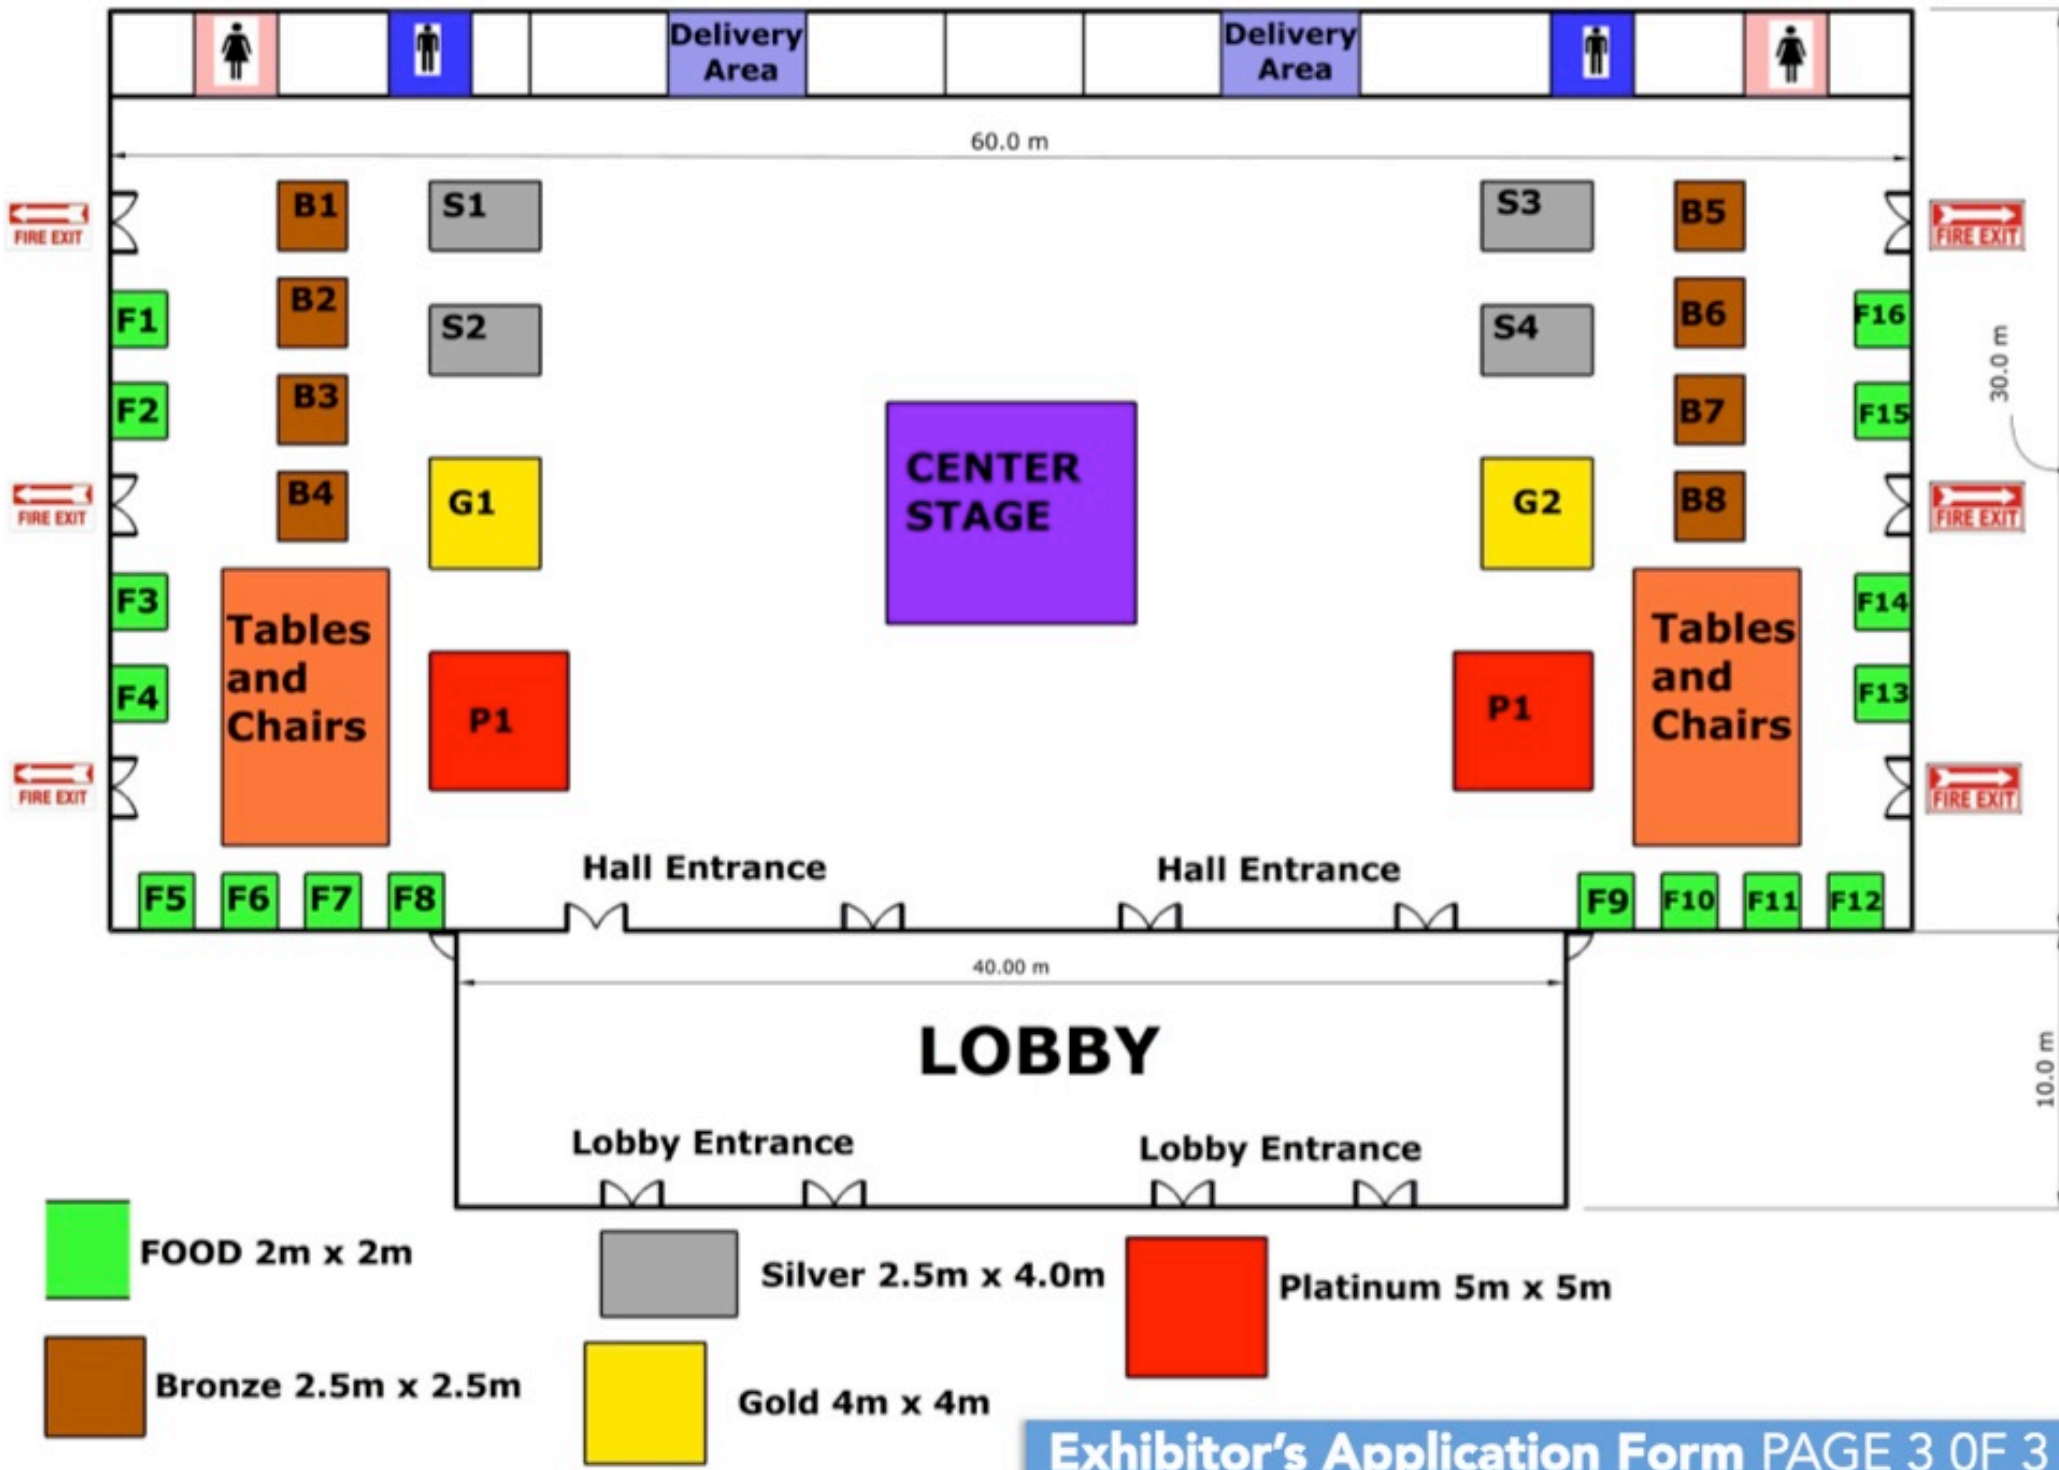 Delivery
Area
Delivery
Area
60.0 m
FIRE EXIT
B1
S1
S3
B5
FIRE EXIT
F1
B2
S2
S4
B6
F16
30.0 m
F2
B3
B7
F15
CENTER
STAGE
FIRE EXIT
B4
G1
G2
B8
FIRE EXIT
F3
F14
Tables
and
Chairs
Tables
and
Chairs
F4
P1
P1
F13
FIRE EXIT
FIRE EXIT
Hall Entrance
Hall Entrance
F5
F6
F7
F8
F9
F10
F11
F12
40.00 m
LOBBY
10.0 m
Lobby Entrance
Lobby Entrance
FOOD 2m x 2m
Silver 2.5m x 4.0m
Platinum 5m x 5m
Bronze 2.5m x 2.5m
Gold 4m x 4m
Exhibitor's Application Form PAGE 3 0F 3